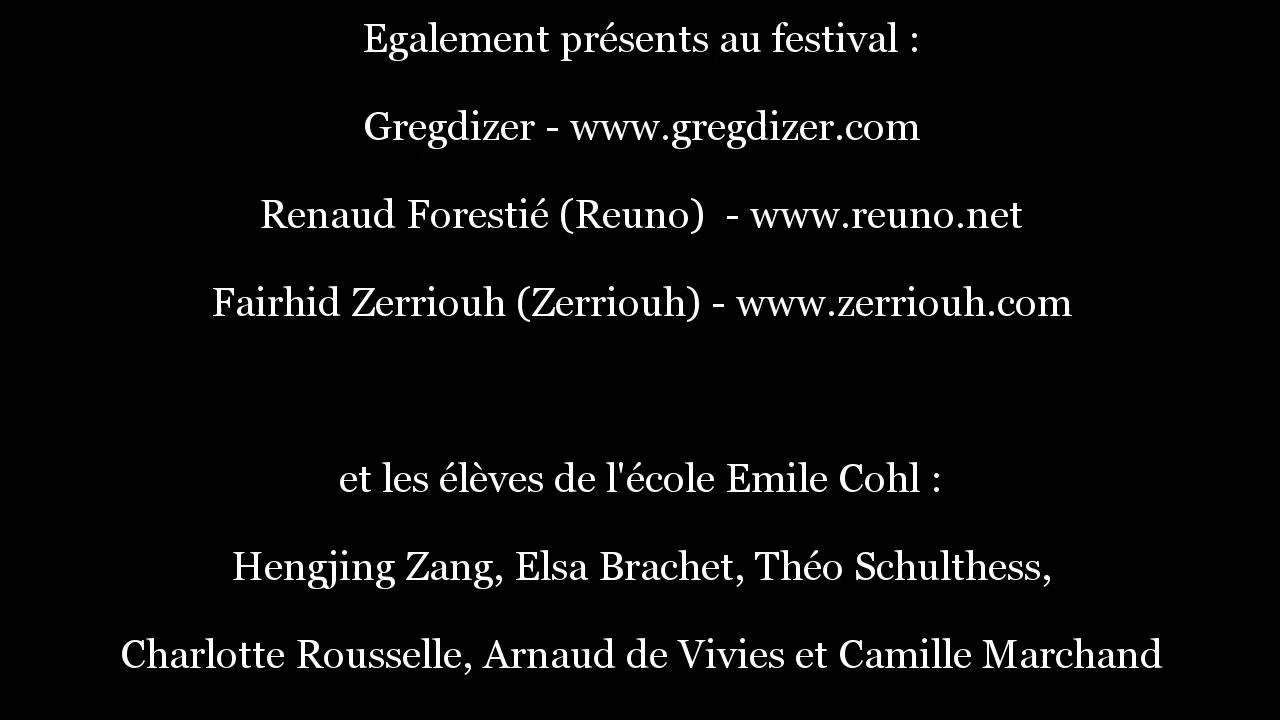 Egalement présents au festival :
Gregdizer - www.gregdizer.com
Renaud Forestié (Reuno)  - www.reuno.net
Fairhid Zerriouh (Zerriouh) - www.zerriouh.com
et les élèves de l'école Emile Cohl :
Hengjing Zang, Elsa Brachet, Théo Schulthess,
Charlotte Rousselle, Arnaud de Vivies et Camille Marchand